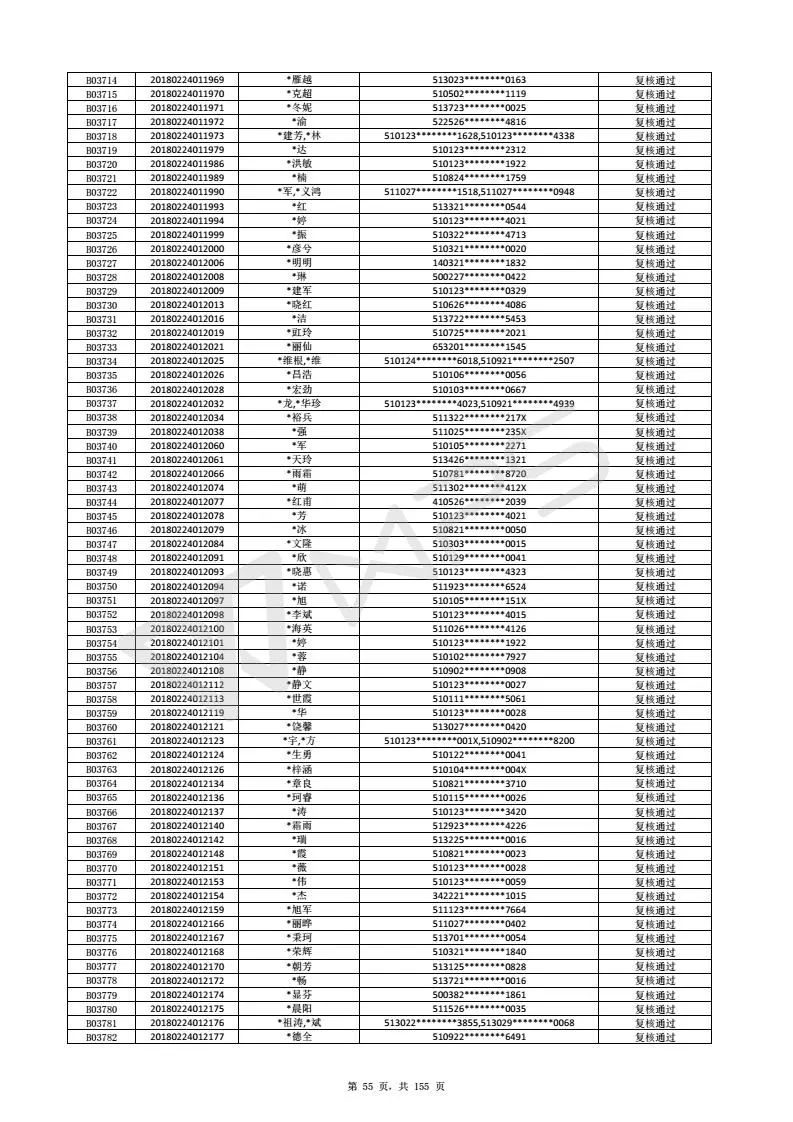 B03714 20180224011969 *雁越 513023********0163 复核通过
B03715 20180224011970 *克超 510502********1119 复核通过
B03716 20180224011971 *冬妮 513723********0025 复核通过
B03717 20180224011972 *渝 522526********4816 复核通过
B03718 20180224011973 *建芳,*林 510123********1628,510123********4338 复核通过
B03719 20180224011979 *达 510123********2312 复核通过
B03720 20180224011986 *洪敏 510123********1922 复核通过
B03721 20180224011989 *楠 510824********1759 复核通过
B03722 20180224011990 *军,*义鸿 511027********1518,511027********0948 复核通过
B03723 20180224011993 *红 513321********0544 复核通过
B03724 20180224011994 *婷 510123********4021 复核通过
B03725 20180224011999 *振 510322********4713 复核通过
B03726 20180224012000 *彦兮 510321********0020 复核通过
B03727 20180224012006 *明明 140321********1832 复核通过
B03728 20180224012008 *琳 500227********0422 复核通过
B03729 20180224012009 *建军 510123********0329 复核通过
B03730 20180224012013 *晓红 510626********4086 复核通过
B03731 20180224012016 *洁 513722********5453 复核通过
B03732 20180224012019 *豇玲 510725********2021 复核通过
B03733 20180224012021 *丽仙 653201********1545 复核通过
B03734 20180224012025 *维根,*维 510124********6018,510921********2507 复核通过
B03735 20180224012026 *昌浩 510106********0056 复核通过
B03736 20180224012028 *宏劲 510103********0667 复核通过
B03737 20180224012032 *龙,*华珍 510123********4023,510921********4939 复核通过
B03738 20180224012034 *裕兵 511322********217X 复核通过
B03739 20180224012038 *强 511025********235X 复核通过
B03740 20180224012060 *军 510105********2271 复核通过
B03741 20180224012061 *天玲 513426********1321 复核通过
B03742 20180224012066 *雨霜 510781********8720 复核通过
B03743 20180224012074 *萌 511302********412X 复核通过
B03744 20180224012077 *红甫 410526********2039 复核通过
B03745 20180224012078 *芳 510123********4021 复核通过
B03746 20180224012079 *冰 510821********0050 复核通过
B03747 20180224012084 *文隆 510303********0015 复核通过
B03748 20180224012091 *欣 510129********0041 复核通过
B03749 20180224012093 *晓惠 510123********4323 复核通过
B03750 20180224012094 *诺 511923********6524 复核通过
B03751 20180224012097 *旭 510105********151X 复核通过
B03752 20180224012098 *李斌 510123********4015 复核通过
B03753 20180224012100 *海英 511026********4126 复核通过
B03754 20180224012101 *婷 510123********1922 复核通过
B03755 20180224012104 *蓉 510102********7927 复核通过
B03756 20180224012108 *静 510902********0908 复核通过
B03757 20180224012112 *静文 510123********0027 复核通过
B03758 20180224012113 *世霞 510111********5061 复核通过
B03759 20180224012119 *华 510123********0028 复核通过
B03760 20180224012121 *饶馨 513027********0420 复核通过
B03761 20180224012123 *宇,*方 510123********001X,510902********8200 复核通过
B03762 20180224012124 *生勇 510122********0041 复核通过
B03763 20180224012126 *梓涵 510104********004X 复核通过
B03764 20180224012134 *章良 510821********3710 复核通过
B03765 20180224012136 *珂睿 510115********0026 复核通过
B03766 20180224012137 *涛 510123********3420 复核通过
B03767 20180224012140 *霜雨 512923********4226 复核通过
B03768 20180224012142 *瑞 513225********0016 复核通过
B03769 20180224012148 *霞 510821********0023 复核通过
B03770 20180224012151 *薇 510123********0028 复核通过
B03771 20180224012153 *伟 510123********0059 复核通过
B03772 20180224012154 *杰 342221********1015 复核通过
B03773 20180224012159 *旭军 511123********7664 复核通过
B03774 20180224012166 *丽晔 511027********0402 复核通过
B03775 20180224012167 *秉珂 513701********0054 复核通过
B03776 20180224012168 *荣辉 510321********1840 复核通过
B03777 20180224012170 *朝芳 513125********0828 复核通过
B03778 20180224012172 *畅 513721********0016 复核通过
B03779 20180224012174 *显芬 500382********1861 复核通过
B03780 20180224012175 *晨阳 511526********0035 复核通过
B03781 20180224012176 *祖涛,*斌 513022********3855,513029********0068 复核通过
B03782 20180224012177 *德全 510922********6491 复核通过
WPS
第 55 页，共 155 页